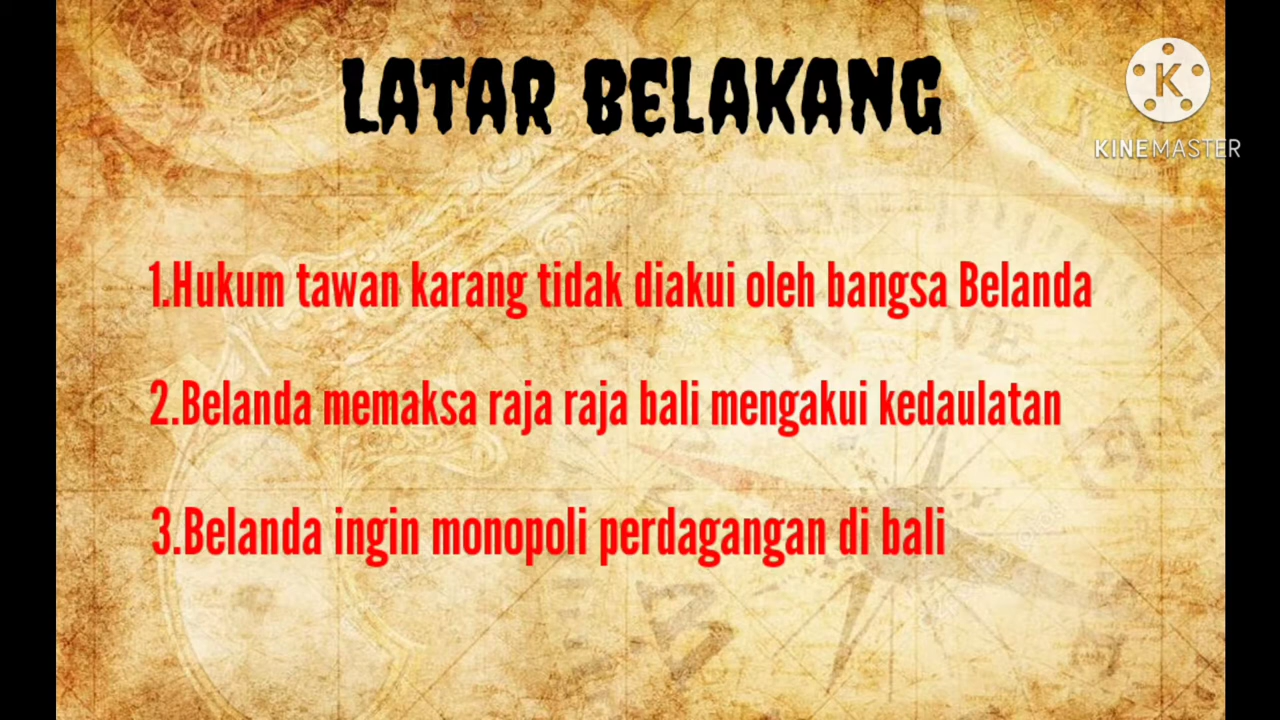 LATAR BELAKANG
K
KINEMASTER
1.Hukum tawan karang tidak diakui oleh bangsa Belanda
2.Belanda memaksa raja raja bali mengakui kedaulatan
3.Belanda ingin monopoli perdagangan di bali